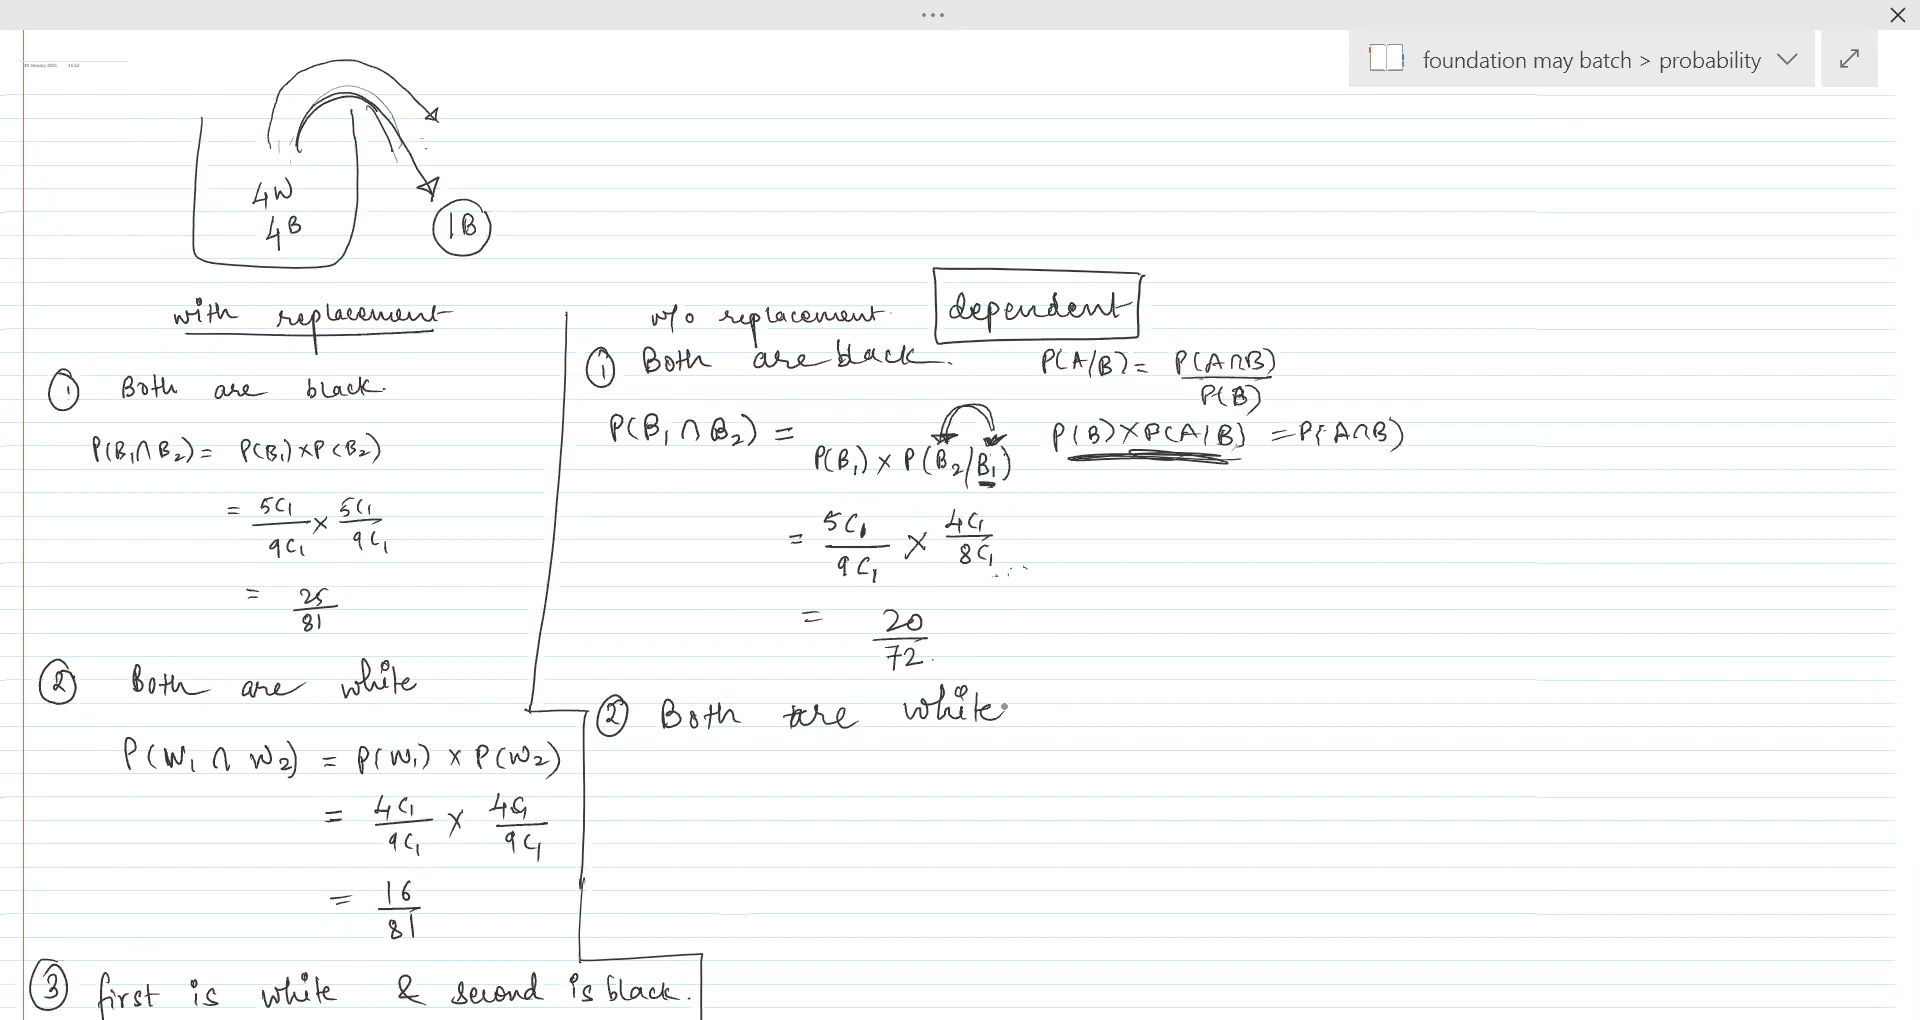 foundation may batch > probability
4W
4B
1B
with replacement
① Both are black.
P(B₁∩B₂) = P(B₁)×P(B₂)
= 5C₁/9C₁ × 5C₁/9C₁
= 25/81
② Both are white
P(W₁ ∩ W₂) = P(W₁) × P(W₂)
= 4C₁/9C₁ × 4C₁/9C₁
= 16/81
③ first is white & second is black.
w/o replacement.
dependent
① Both are black.
P(A/B) = P(A∩B)/P(B)
P(B₁ ∩ B₂) =
P(B₁) × P(B₂/B₁)
P(B)×P(A/B) = P(A∩B)
= 5C₁/9C₁ × 4C₁/8C₁
= 20/72.
② Both are white